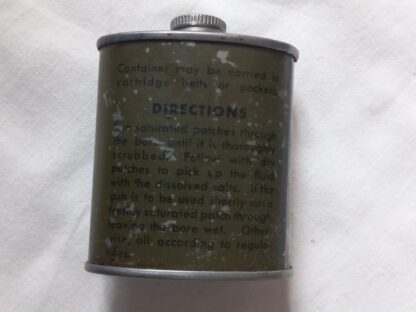 Container may be carried in
cartridge belts or pockets.
DIRECTIONS
Run saturated patches through
the bore until it is thoroughly
scrubbed. Follow with dry
patches to pick up the fluid
with the dissolved salts. If the
gun is to be used shortly run a
freshly saturated patch through,
leaving the bore wet. Other-
wise, oil according to regula-
tions.